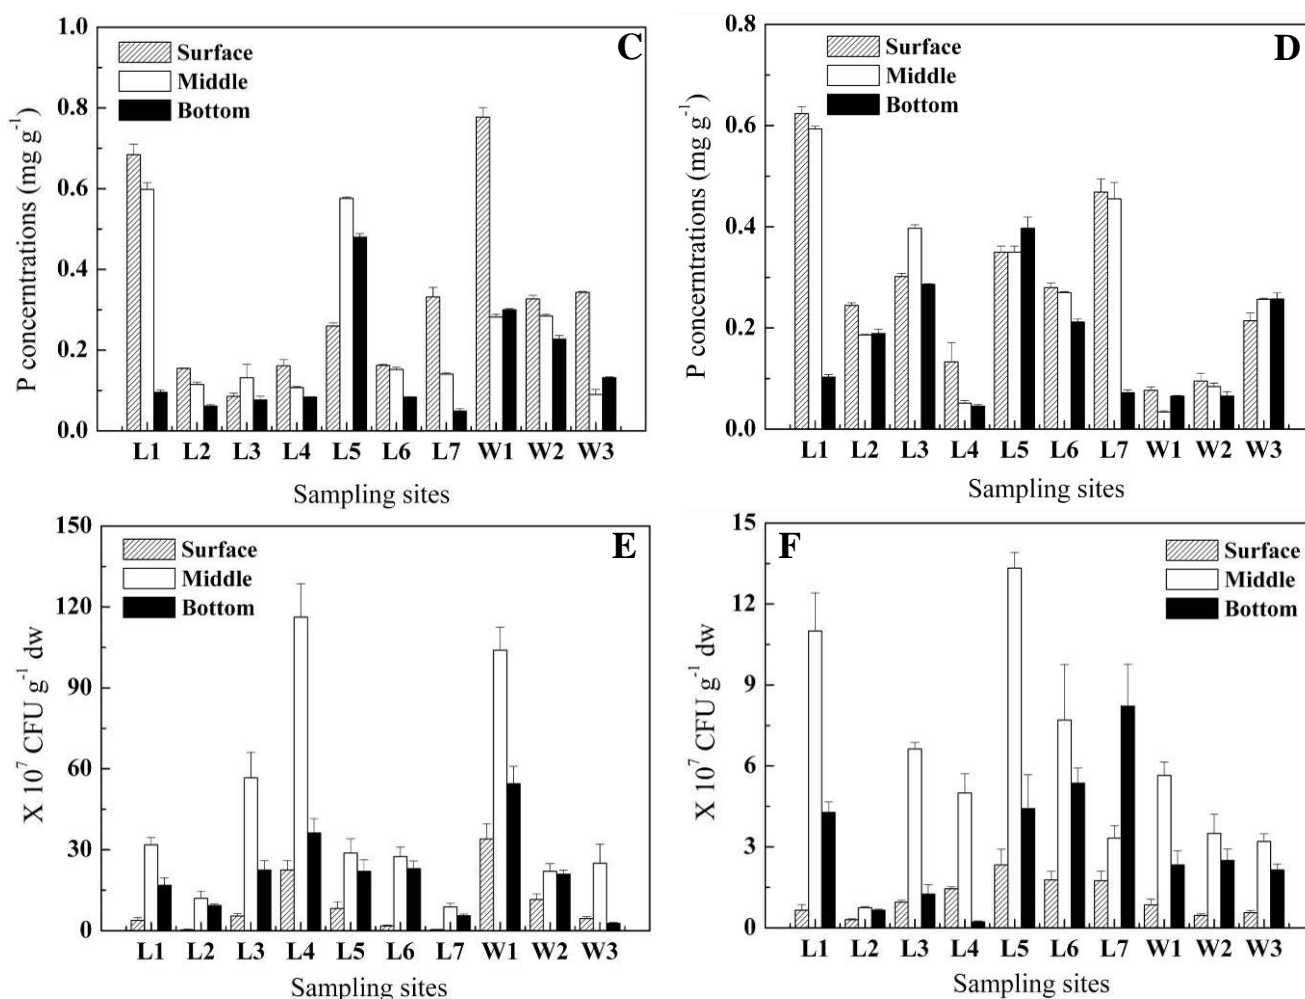 C
Surface
Middle
Bottom
P concerntrations (mg g-1)
1.0
0.8
0.6
0.4
0.2
0.0
L1 L2 L3 L4 L5 L6 L7 W1 W2 W3
Sampling sites
D
Surface
Middle
Bottom
P concerntrations (mg g-1)
0.8
0.6
0.4
0.2
0.0
L1 L2 L3 L4 L5 L6 L7 W1 W2 W3
Sampling sites
E
Surface
Middle
Bottom
X 10^7 CFU g-1 dw
150
120
90
60
30
0
L1 L2 L3 L4 L5 L6 L7 W1 W2 W3
Sampling sites
F
Surface
Middle
Bottom
X 10^7 CFU g-1 dw
15
12
9
6
3
0
L1 L2 L3 L4 L5 L6 L7 W1 W2 W3
Sampling sites